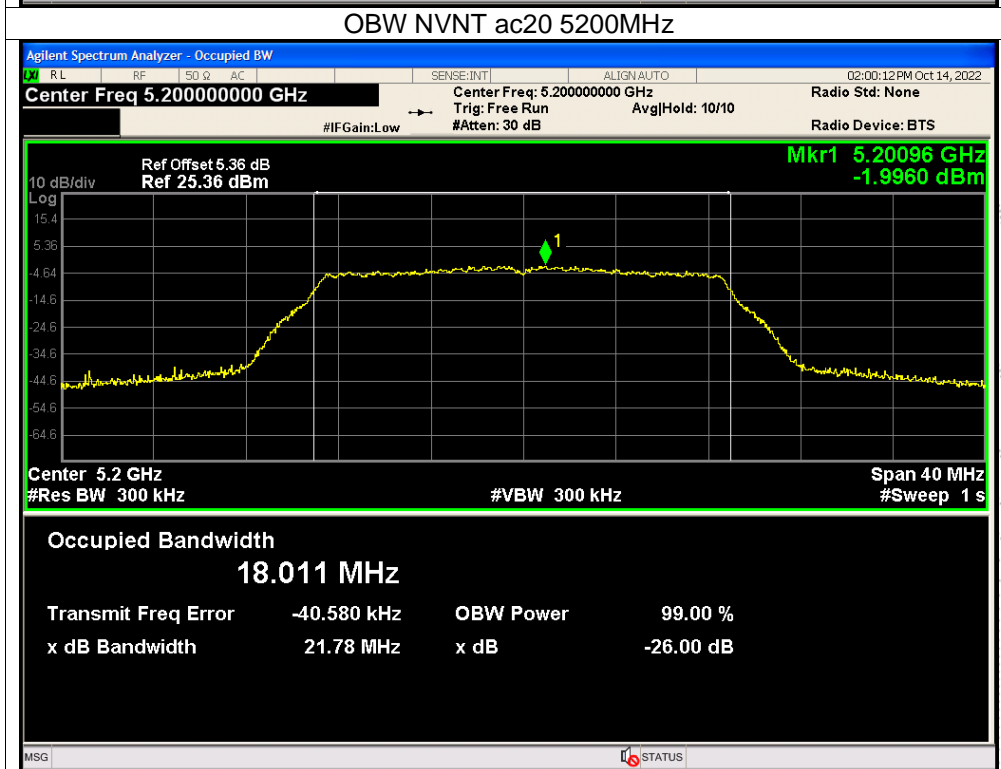 OBW NVNT ac20 5200MHz
Agilent Spectrum Analyzer - Occupied BW
LXI RL RF 50 Ω AC SENSE:INT ALIGN AUTO 02:00:12 PM Oct 14, 2022
Center Freq 5.200000000 GHz Center Freq: 5.200000000 GHz Radio Std: None
Trig: Free Run Avg|Hold: 10/10
#IFGain:Low #Atten: 30 dB Radio Device: BTS
Ref Offset 5.36 dB Mkr1 5.20096 GHz
10 dB/div Ref 25.36 dBm -1.9960 dBm
Log
15.4
5.36
1
-4.64
-14.6
-24.6
-34.6
-44.6
-54.6
-64.6
Center 5.2 GHz Span 40 MHz
#Res BW 300 kHz #VBW 300 kHz #Sweep 1 s
Occupied Bandwidth
18.011 MHz
Transmit Freq Error -40.580 kHz OBW Power 99.00 %
x dB Bandwidth 21.78 MHz x dB -26.00 dB
MSG STATUS